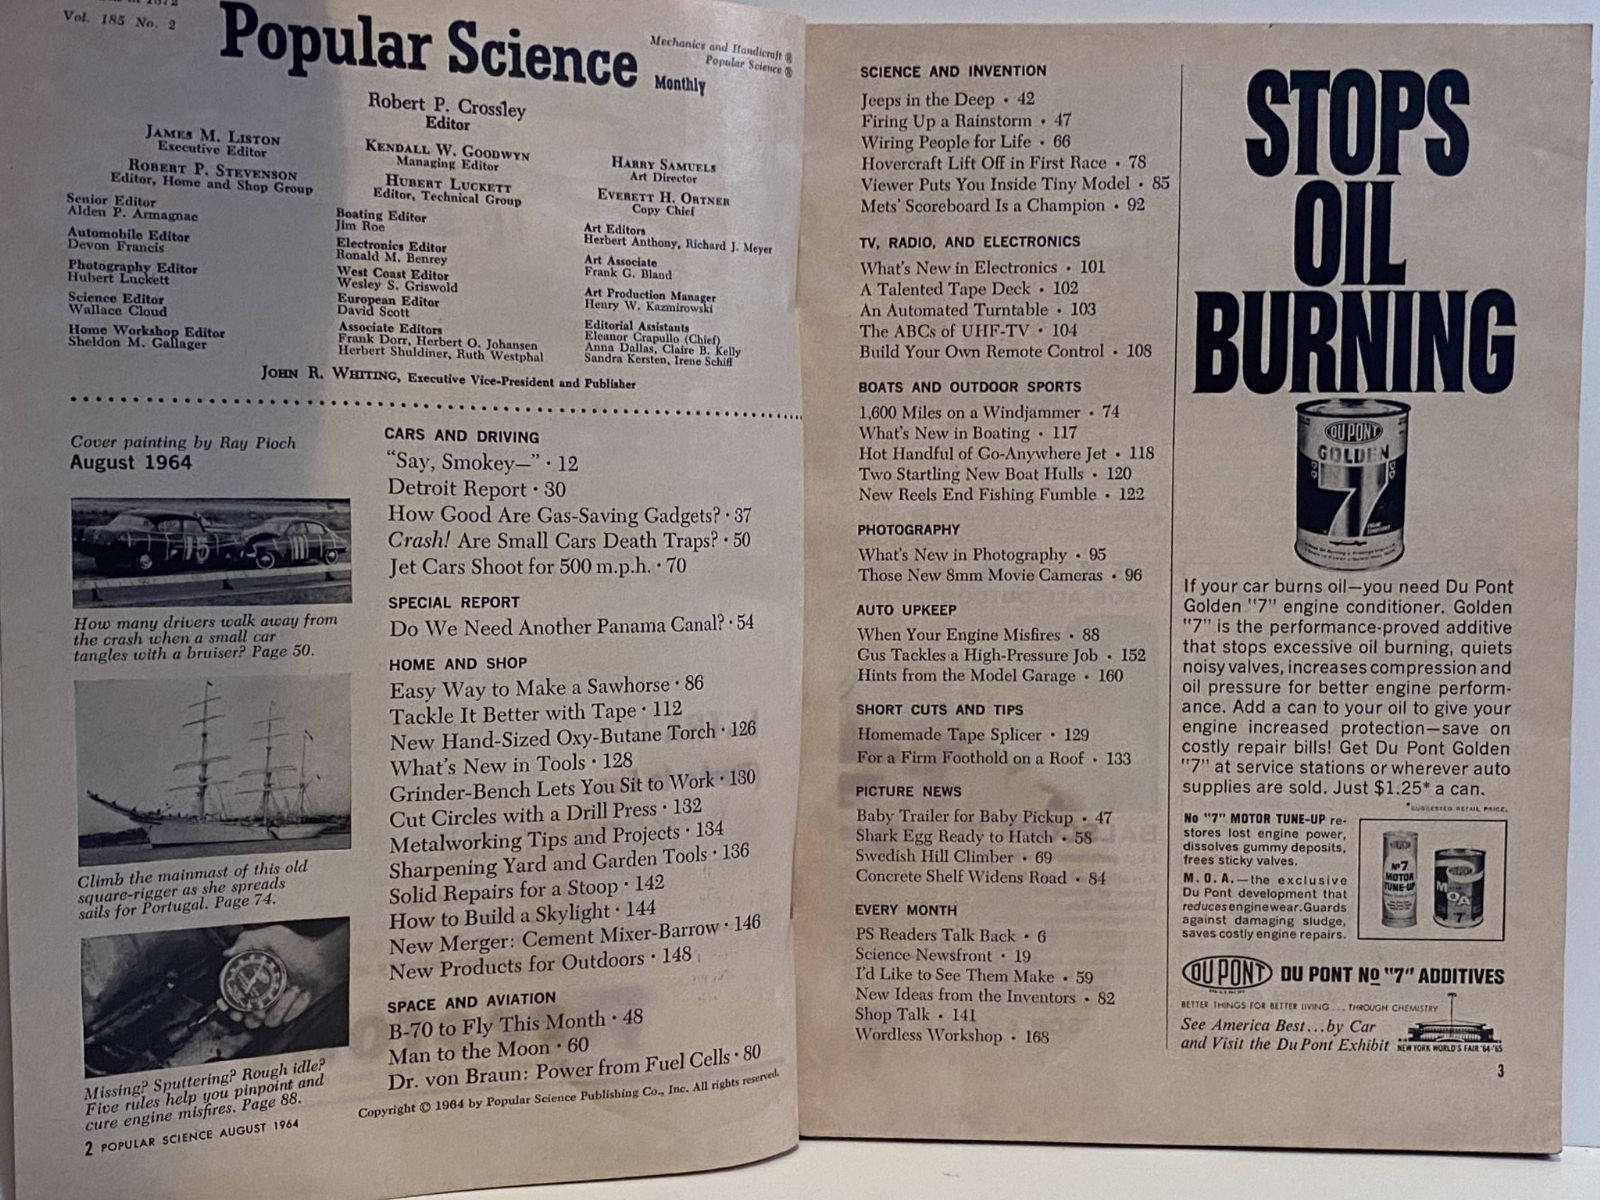 Vol. 185 No. 2
Popular Science
Monthly
Mechanics and Handicraft ®
Popular Science ®
Robert P. Crossley
Editor
JAMES M. LISTON
Executive Editor
ROBERT P. STEVENSON
Editor, Home and Shop Group
KENDALL W. GOODWYN
Managing Editor
HUBERT LUCKETT
Editor, Technical Group
HARRY SAMUELS
Art Director
EVERETT H. ORTNER
Copy Chief
Senior Editor
Alden P. Armagnac
Automobile Editor
Devon Francis
Photography Editor
Hubert Luckett
Science Editor
Wallace Cloud
Home Workshop Editor
Sheldon M. Gallager
Boating Editor
Jim Roe
Electronics Editor
Ronald M. Benrey
West Coast Editor
Wesley S. Griswold
European Editor
David Scott
Associate Editors
Frank Dorr, Herbert O. Johansen
Herbert Shuldiner, Ruth Westphal
Art Editors
Herbert Anthony, Richard J. Meyer
Art Associate
Frank G. Bland
Art Production Manager
Henry W. Kazmirowski
Editorial Assistants
Eleanor Crapullo (Chief)
Anna Dallas, Claire B. Kelly
Sandra Kersten, Irene Schiff
JOHN R. WHITING, Executive Vice-President and Publisher
Cover painting by Ray Pioch
August 1964
15
111
How many drivers walk away from
the crash when a small car
tangles with a bruiser? Page 50.
Climb the mainmast of this old
square-rigger as she spreads
sails for Portugal. Page 74.
Missing? Sputtering? Rough idle?
Five rules help you pinpoint and
cure engine misfires. Page 88.
2 POPULAR SCIENCE AUGUST 1964
CARS AND DRIVING
“Say, Smokey—” · 12
Detroit Report · 30
How Good Are Gas-Saving Gadgets? · 37
Crash! Are Small Cars Death Traps? · 50
Jet Cars Shoot for 500 m.p.h. · 70
SPECIAL REPORT
Do We Need Another Panama Canal? · 54
HOME AND SHOP
Easy Way to Make a Sawhorse · 86
Tackle It Better with Tape · 112
New Hand-Sized Oxy-Butane Torch · 126
What's New in Tools · 128
Grinder-Bench Lets You Sit to Work · 130
Cut Circles with a Drill Press · 132
Metalworking Tips and Projects · 134
Sharpening Yard and Garden Tools · 136
Solid Repairs for a Stoop · 142
How to Build a Skylight · 144
New Merger: Cement Mixer-Barrow · 146
New Products for Outdoors · 148
SPACE AND AVIATION
B-70 to Fly This Month · 48
Man to the Moon · 60
Dr. von Braun: Power from Fuel Cells · 80
Copyright © 1964 by Popular Science Publishing Co., Inc. All rights reserved.
SCIENCE AND INVENTION
Jeeps in the Deep · 42
Firing Up a Rainstorm · 47
Wiring People for Life · 66
Hovercraft Lift Off in First Race · 78
Viewer Puts You Inside Tiny Model · 85
Mets' Scoreboard Is a Champion · 92
TV, RADIO, AND ELECTRONICS
What's New in Electronics · 101
A Talented Tape Deck · 102
An Automated Turntable · 103
The ABCs of UHF-TV · 104
Build Your Own Remote Control · 108
BOATS AND OUTDOOR SPORTS
1,600 Miles on a Windjammer · 74
What's New in Boating · 117
Hot Handful of Go-Anywhere Jet · 118
Two Startling New Boat Hulls · 120
New Reels End Fishing Fumble · 122
PHOTOGRAPHY
What's New in Photography · 95
Those New 8mm Movie Cameras · 96
AUTO UPKEEP
When Your Engine Misfires · 88
Gus Tackles a High-Pressure Job · 152
Hints from the Model Garage · 160
SHORT CUTS AND TIPS
Homemade Tape Splicer · 129
For a Firm Foothold on a Roof · 133
PICTURE NEWS
Baby Trailer for Baby Pickup · 47
Shark Egg Ready to Hatch · 58
Swedish Hill Climber · 69
Concrete Shelf Widens Road · 84
EVERY MONTH
PS Readers Talk Back · 6
Science Newsfront · 19
I'd Like to See Them Make · 59
New Ideas from the Inventors · 82
Shop Talk · 141
Wordless Workshop · 168
STOPS
OIL
BURNING
DU PONT
GOLDEN
7
If your car burns oil—you need Du Pont
Golden "7" engine conditioner. Golden
"7" is the performance-proved additive
that stops excessive oil burning, quiets
noisy valves, increases compression and
oil pressure for better engine perform-
ance. Add a can to your oil to give your
engine increased protection—save on
costly repair bills! Get Du Pont Golden
"7" at service stations or wherever auto
supplies are sold. Just $1.25* a can.
*SUGGESTED RETAIL PRICE.
No "7" MOTOR TUNE-UP re-
stores lost engine power,
dissolves gummy deposits,
frees sticky valves.
M.O.A.—the exclusive
Du Pont development that
reduces engine wear. Guards
against damaging sludge,
saves costly engine repairs.
No 7
MOTOR
TUNE-UP
MOA
7
DU PONT
DU PONT No "7" ADDITIVES
BETTER THINGS FOR BETTER LIVING...THROUGH CHEMISTRY
See America Best...by Car
and Visit the Du Pont Exhibit
NEW YORK WORLD'S FAIR '64-'65
3